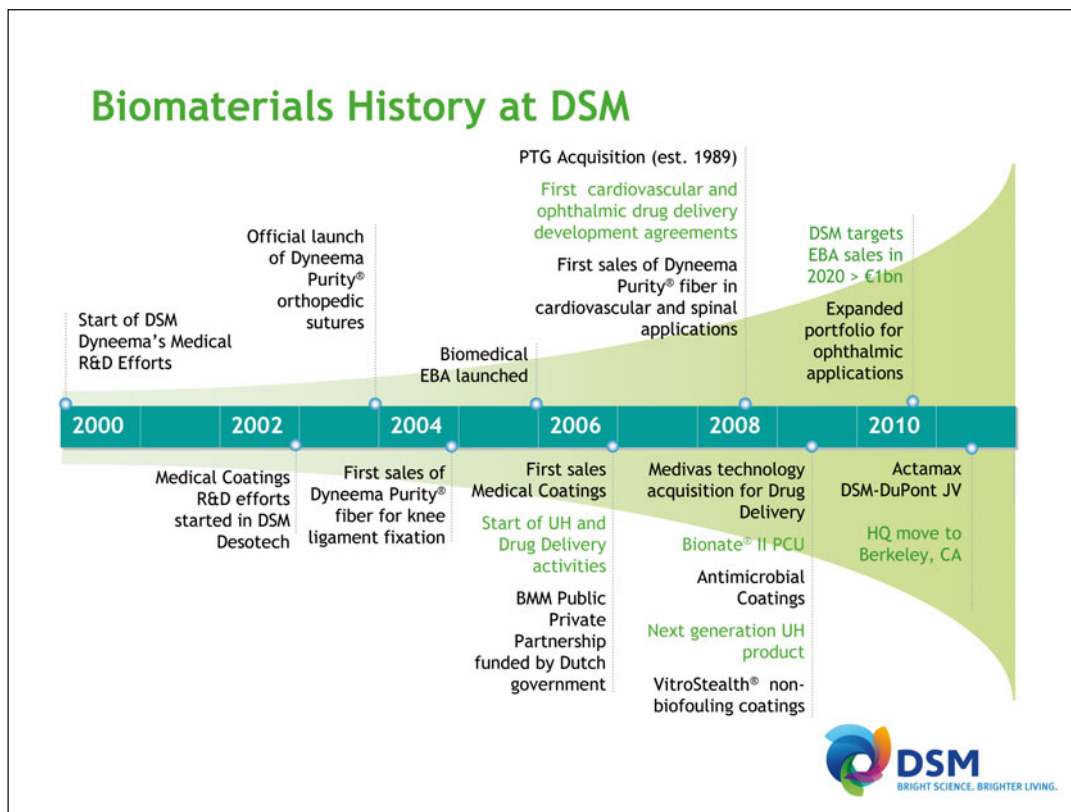 Biomaterials History at DSM
Start of DSM
Dyneema’s Medical
R&D Efforts
Official launch
of Dyneema
Purity®
orthopedic
sutures
Biomedical
EBA launched
PTG Acquisition (est. 1989)
First cardiovascular and
ophthalmic drug delivery
development agreements
First sales of Dyneema
Purity® fiber in
cardiovascular and spinal
applications
DSM targets
EBA sales in
2020 > €1bn
Expanded
portfolio for
ophthalmic
applications
2000 2002 2004 2006 2008 2010
Medical Coatings
R&D efforts
started in DSM
Desotech
First sales of
Dyneema Purity®
fiber for knee
ligament fixation
First sales
Medical Coatings
Start of UH and
Drug Delivery
activities
BMM Public
Private
Partnership
funded by Dutch
government
Medivas technology
acquisition for Drug
Delivery
Bionate® II PCU
Antimicrobial
Coatings
Next generation UH
product
VitroStealth® non-
biofouling coatings
Actamax
DSM-DuPont JV
HQ move to
Berkeley, CA
DSM
BRIGHT SCIENCE. BRIGHTER LIVING.